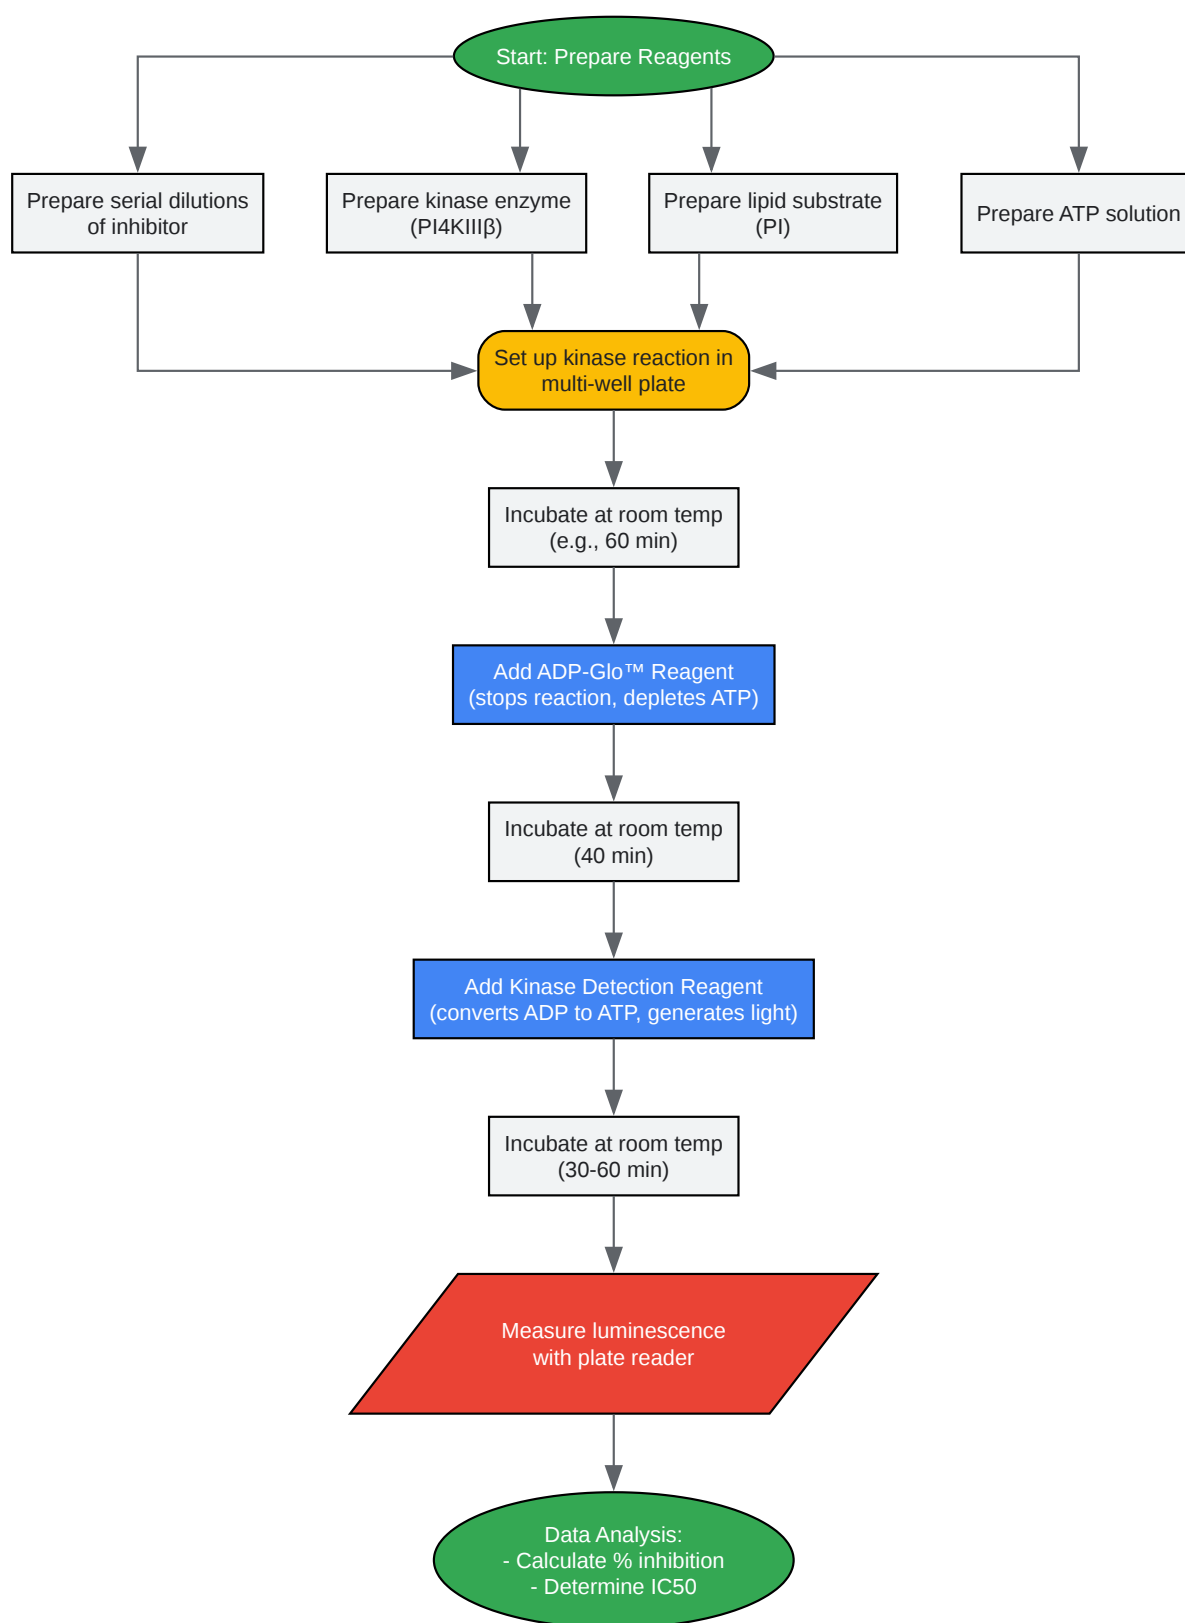 Start: Prepare Reagents
Prepare serial dilutions
of inhibitor
Prepare kinase enzyme
(PI4KIIIβ)
Prepare lipid substrate
(PI)
Prepare ATP solution
Set up kinase reaction in
multi-well plate
Incubate at room temp
(e.g., 60 min)
Add ADP-Glo™ Reagent
(stops reaction, depletes ATP)
Incubate at room temp
(40 min)
Add Kinase Detection Reagent
(converts ADP to ATP, generates light)
Incubate at room temp
(30-60 min)
Measure luminescence
with plate reader
Data Analysis:
- Calculate % inhibition
- Determine IC50